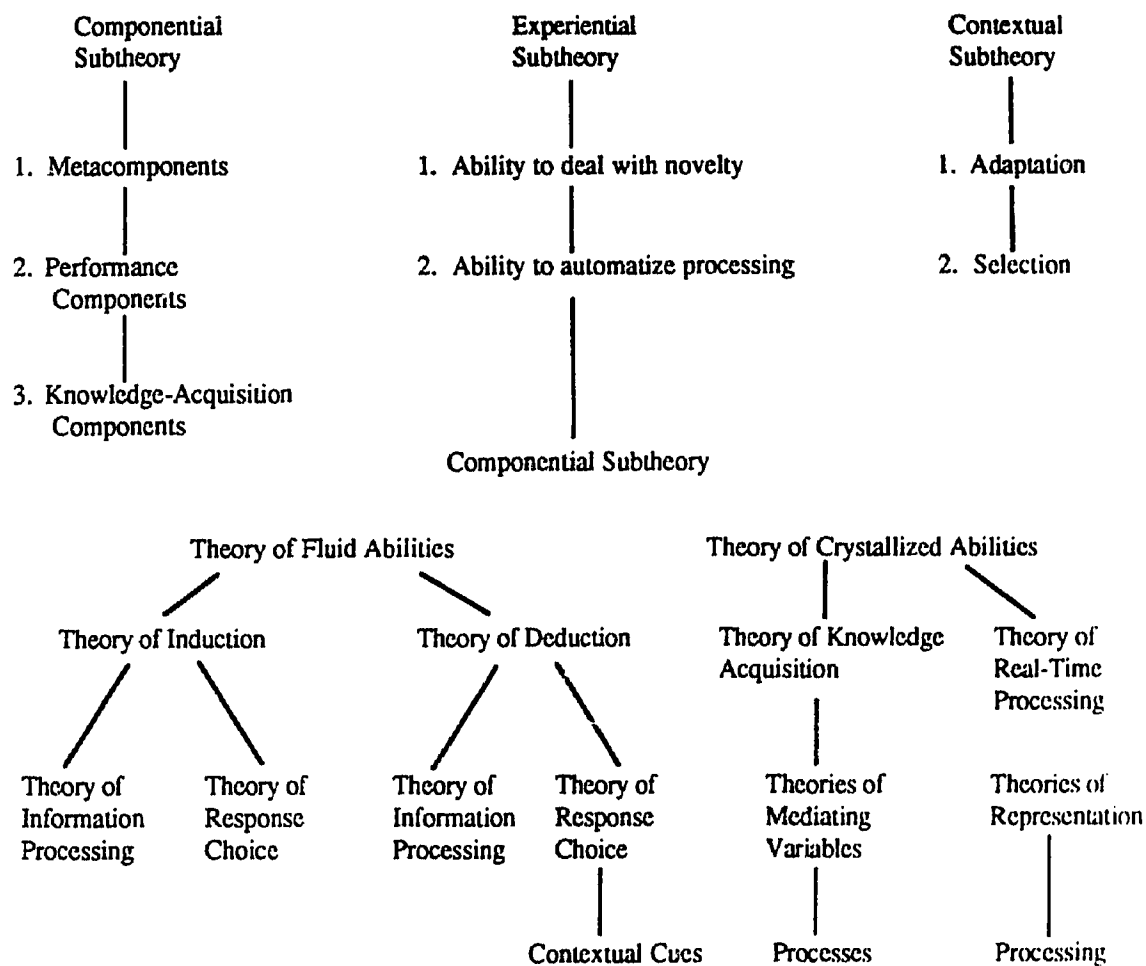 Componential
Subtheory
Experiential
Subtheory
Contextual
Subtheory
1. Metacomponents
1. Ability to deal with novelty
1. Adaptation
2. Performance
Components
2. Ability to automatize processing
2. Selection
3. Knowledge-Acquisition
Components
Componential Subtheory
Theory of Fluid Abilities
Theory of Crystallized Abilities
Theory of Induction
Theory of Deduction
Theory of Knowledge
Acquisition
Theory of
Real-Time
Processing
Theory of
Information
Processing
Theory of
Response
Choice
Theory of
Information
Processing
Theory of
Response
Choice
Theories of
Mediating
Variables
Theories of
Representation
Contextual Cues
Processes
Processing